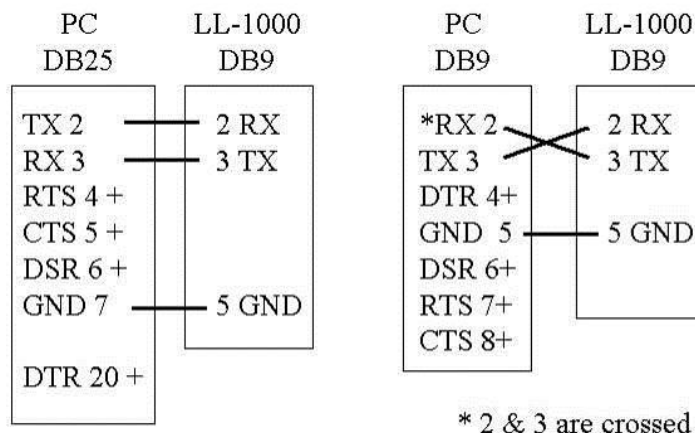 PC
DB25
LL-1000
DB9
TX 2
RX 3
RTS 4 +
CTS 5 +
DSR 6 +
GND 7
DTR 20 +
2 RX
3 TX
5 GND
PC
DB9
LL-1000
DB9
*RX 2
TX 3
DTR 4+
GND 5
DSR 6+
RTS 7+
CTS 8+
2 RX
3 TX
5 GND
* 2 & 3 are crossed